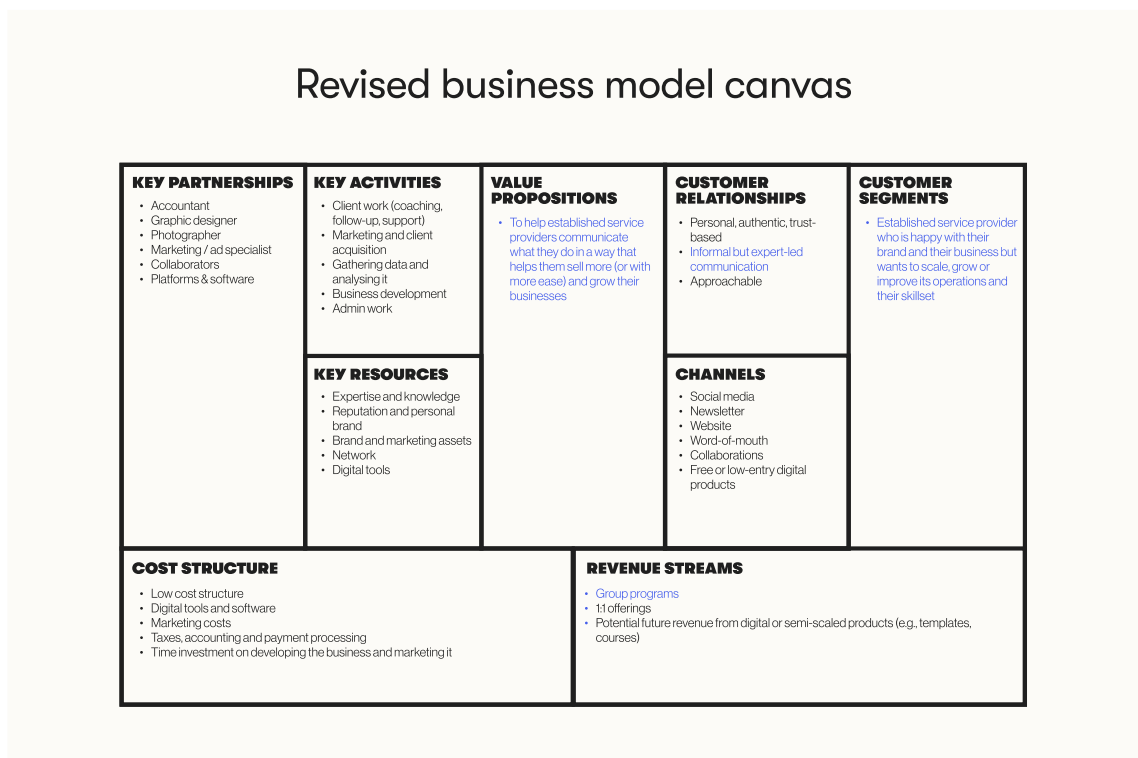 Revised business model canvas
KEY PARTNERSHIPS
• Accountant
• Graphic designer
• Photographer
• Marketing / ad specialist
• Collaborators
• Platforms & software
KEY ACTIVITIES
• Client work (coaching,
follow-up, support)
• Marketing and client
acquisition
• Gathering data and
analysing it
• Business development
• Admin work
KEY RESOURCES
• Expertise and knowledge
• Reputation and personal
brand
• Brand and marketing assets
• Network
• Digital tools
VALUE
PROPOSITIONS
• To help established service
providers communicate
what they do in a way that
helps them sell more (or with
more ease) and grow their
businesses
CUSTOMER
RELATIONSHIPS
• Personal, authentic, trust-
based
• Informal but expert-led
communication
• Approachable
CHANNELS
• Social media
• Newsletter
• Website
• Word-of-mouth
• Collaborations
• Free or low-entry digital
products
CUSTOMER
SEGMENTS
• Established service provider
who is happy with their
brand and their business but
wants to scale, grow or
improve its operations and
their skillset
COST STRUCTURE
• Low cost structure
• Digital tools and software
• Marketing costs
• Taxes, accounting and payment processing
• Time investment on developing the business and marketing it
REVENUE STREAMS
• Group programs
• 1:1 offerings
• Potential future revenue from digital or semi-scaled products (e.g., templates,
courses)